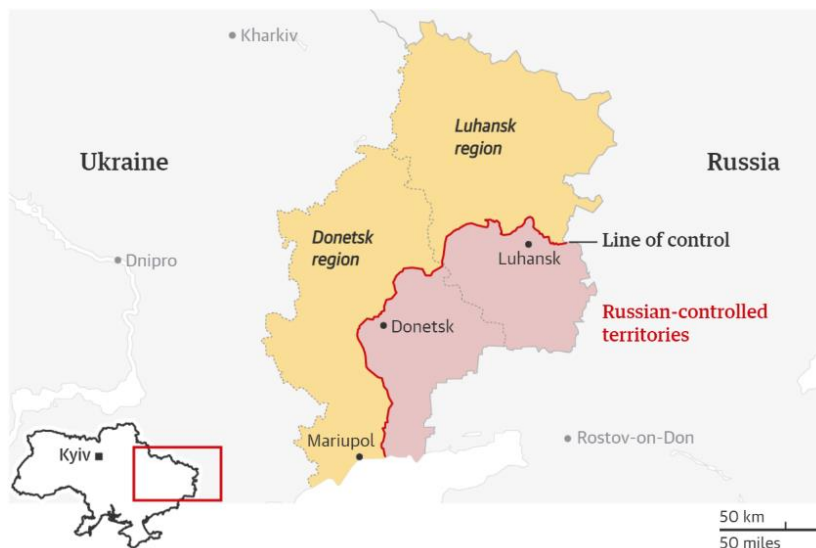 Kharkiv
Luhansk
region
Ukraine
Russia
Donetsk
region
Line of control
Dnipro
Luhansk
Russian-controlled
territories
Donetsk
Mariupol
Rostov-on-Don
Kyiv
50 km
50 miles